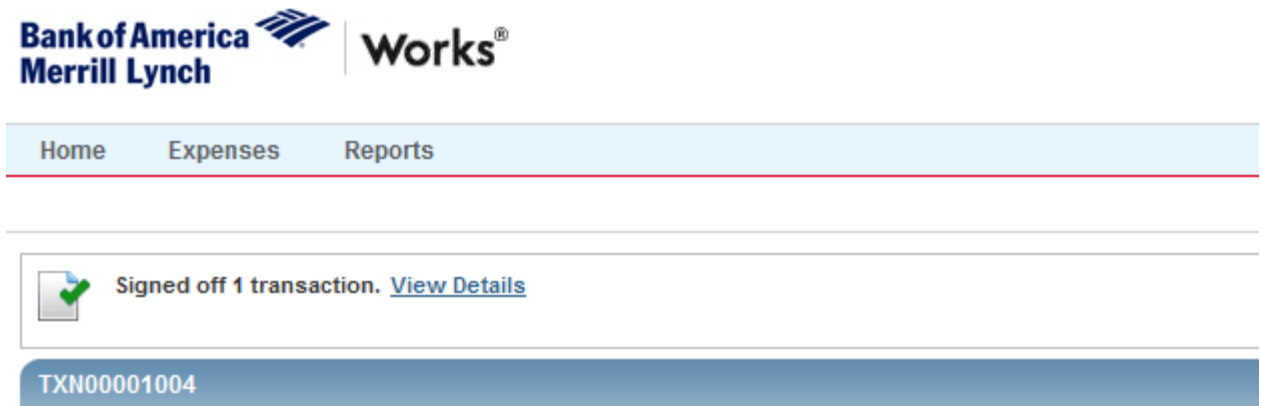 Bank of America
Merrill Lynch
Works®
Home Expenses Reports
Signed off 1 transaction. View Details
TXN00001004